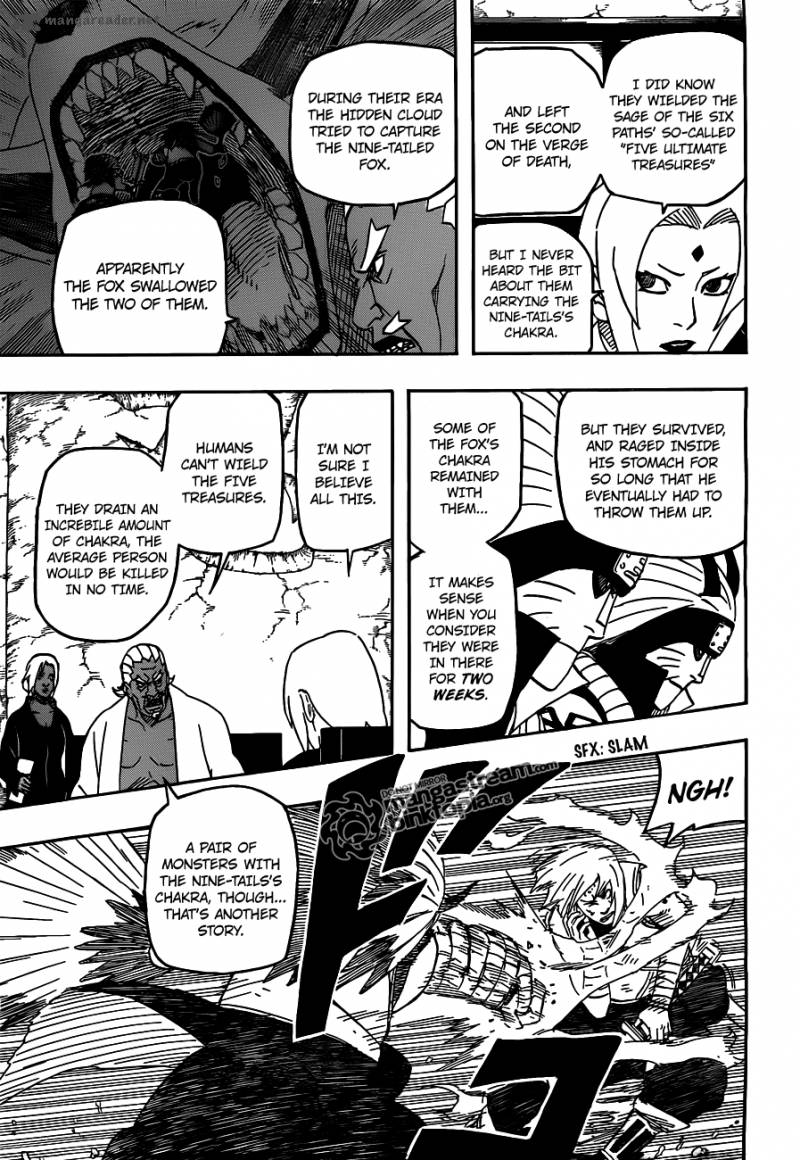 mangareader.net
I DID KNOW
THEY WIELDED THE
SAGE OF THE SIX
PATHS' SO-CALLED
"FIVE ULTIMATE
TREASURES"
AND LEFT
THE SECOND
ON THE VERGE
OF DEATH,
BUT I NEVER
HEARD THE BIT
ABOUT THEM
CARRYING THE
NINE-TAILS'S
CHAKRA.
DURING THEIR ERA
THE HIDDEN CLOUD
TRIED TO CAPTURE
THE NINE-TAILED
FOX.
APPARENTLY
THE FOX SWALLOWED
THE TWO OF THEM.
BUT THEY SURVIVED,
AND RAGED INSIDE
HIS STOMACH FOR
SO LONG THAT HE
EVENTUALLY HAD TO
THROW THEM UP.
SOME OF
THE FOX'S
CHAKRA
REMAINED
WITH
THEM...
IT MAKES
SENSE
WHEN YOU
CONSIDER
THEY WERE
IN THERE
FOR TWO
WEEKS.
I'M NOT
SURE I
BELIEVE
ALL THIS.
HUMANS
CAN'T WIELD
THE FIVE
TREASURES.
THEY DRAIN AN
INCREBILE AMOUNT
OF CHAKRA, THE
AVERAGE PERSON
WOULD BE KILLED
IN NO TIME.
SFX: SLAM
NGH!
DO NOT MIRROR
mangastream.com
A PAIR OF
MONSTERS WITH
THE NINE-TAILS'S
CHAKRA, THOUGH...
THAT'S ANOTHER
STORY.